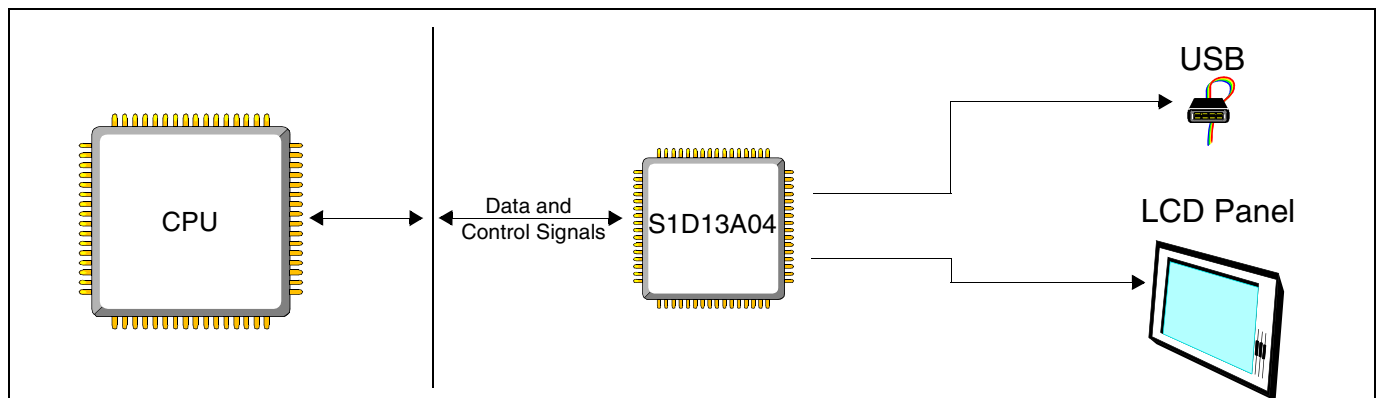 USB
CPU
Data and
Control Signals
S1D13A04
LCD Panel